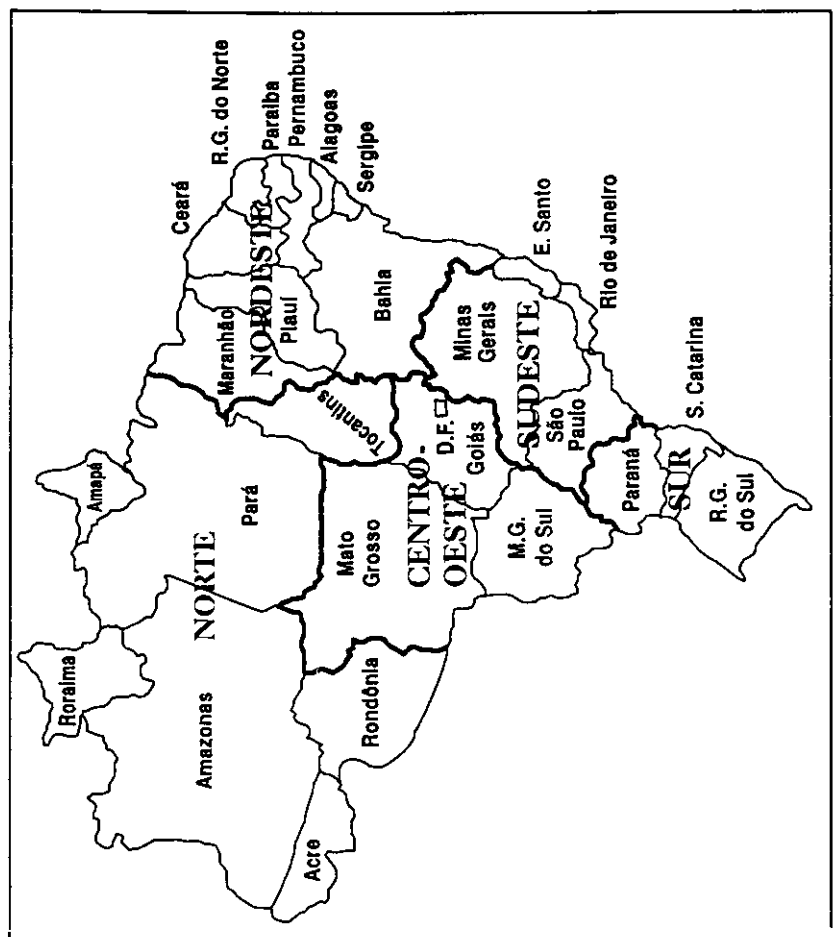 Roraima
Amapá
Amazonas
Pará
NORTE
Acre
Rondônia
Tocantins
Maranhão
Piauí
NORDESTE
Ceará
R.G. do Norte
Paraíba
Pernambuco
Alagoas
Sergipe
Bahia
Mato
Grosso
CENTRO-
OESTE
D.F.
Goiás
M.G.
do Sul
Minas
Gerais
SUDESTE
E. Santo
Rio de Janeiro
São
Paulo
Paraná
SUR
S. Catarina
R.G.
do Sul